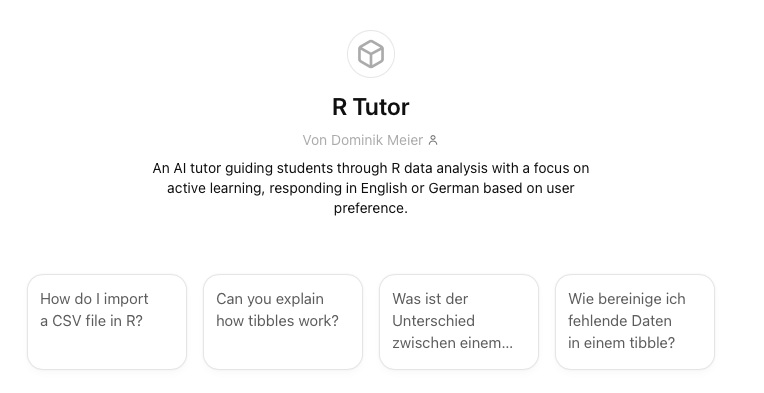 R Tutor
Von Dominik Meier
An AI tutor guiding students through R data analysis with a focus on
active learning, responding in English or German based on user
preference.
How do I import
a CSV file in R?
Can you explain
how tibbles work?
Was ist der
Unterschied
zwischen einem...
Wie bereinige ich
fehlende Daten
in einem tibble?